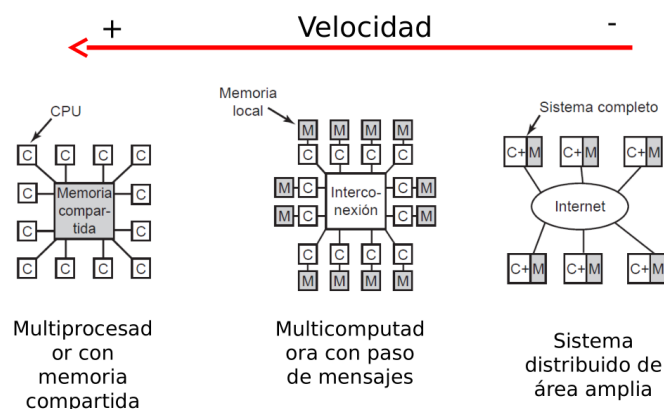 + Velocidad -
CPU
C C C C
C C
C C
C C C C
Memoria
compar-
tida
Multiprocesad
or con
memoria
compartida
Memoria
local
M M M M
C C C C
M C C M
M C C M
C C C C
M M M M
Interco-
nexión
Multicomputad
ora con paso
de mensajes
Sistema completo
C+ M C+ M C+ M
Internet
C+ M C+ M C+ M
Sistema
distribuido de
área amplia